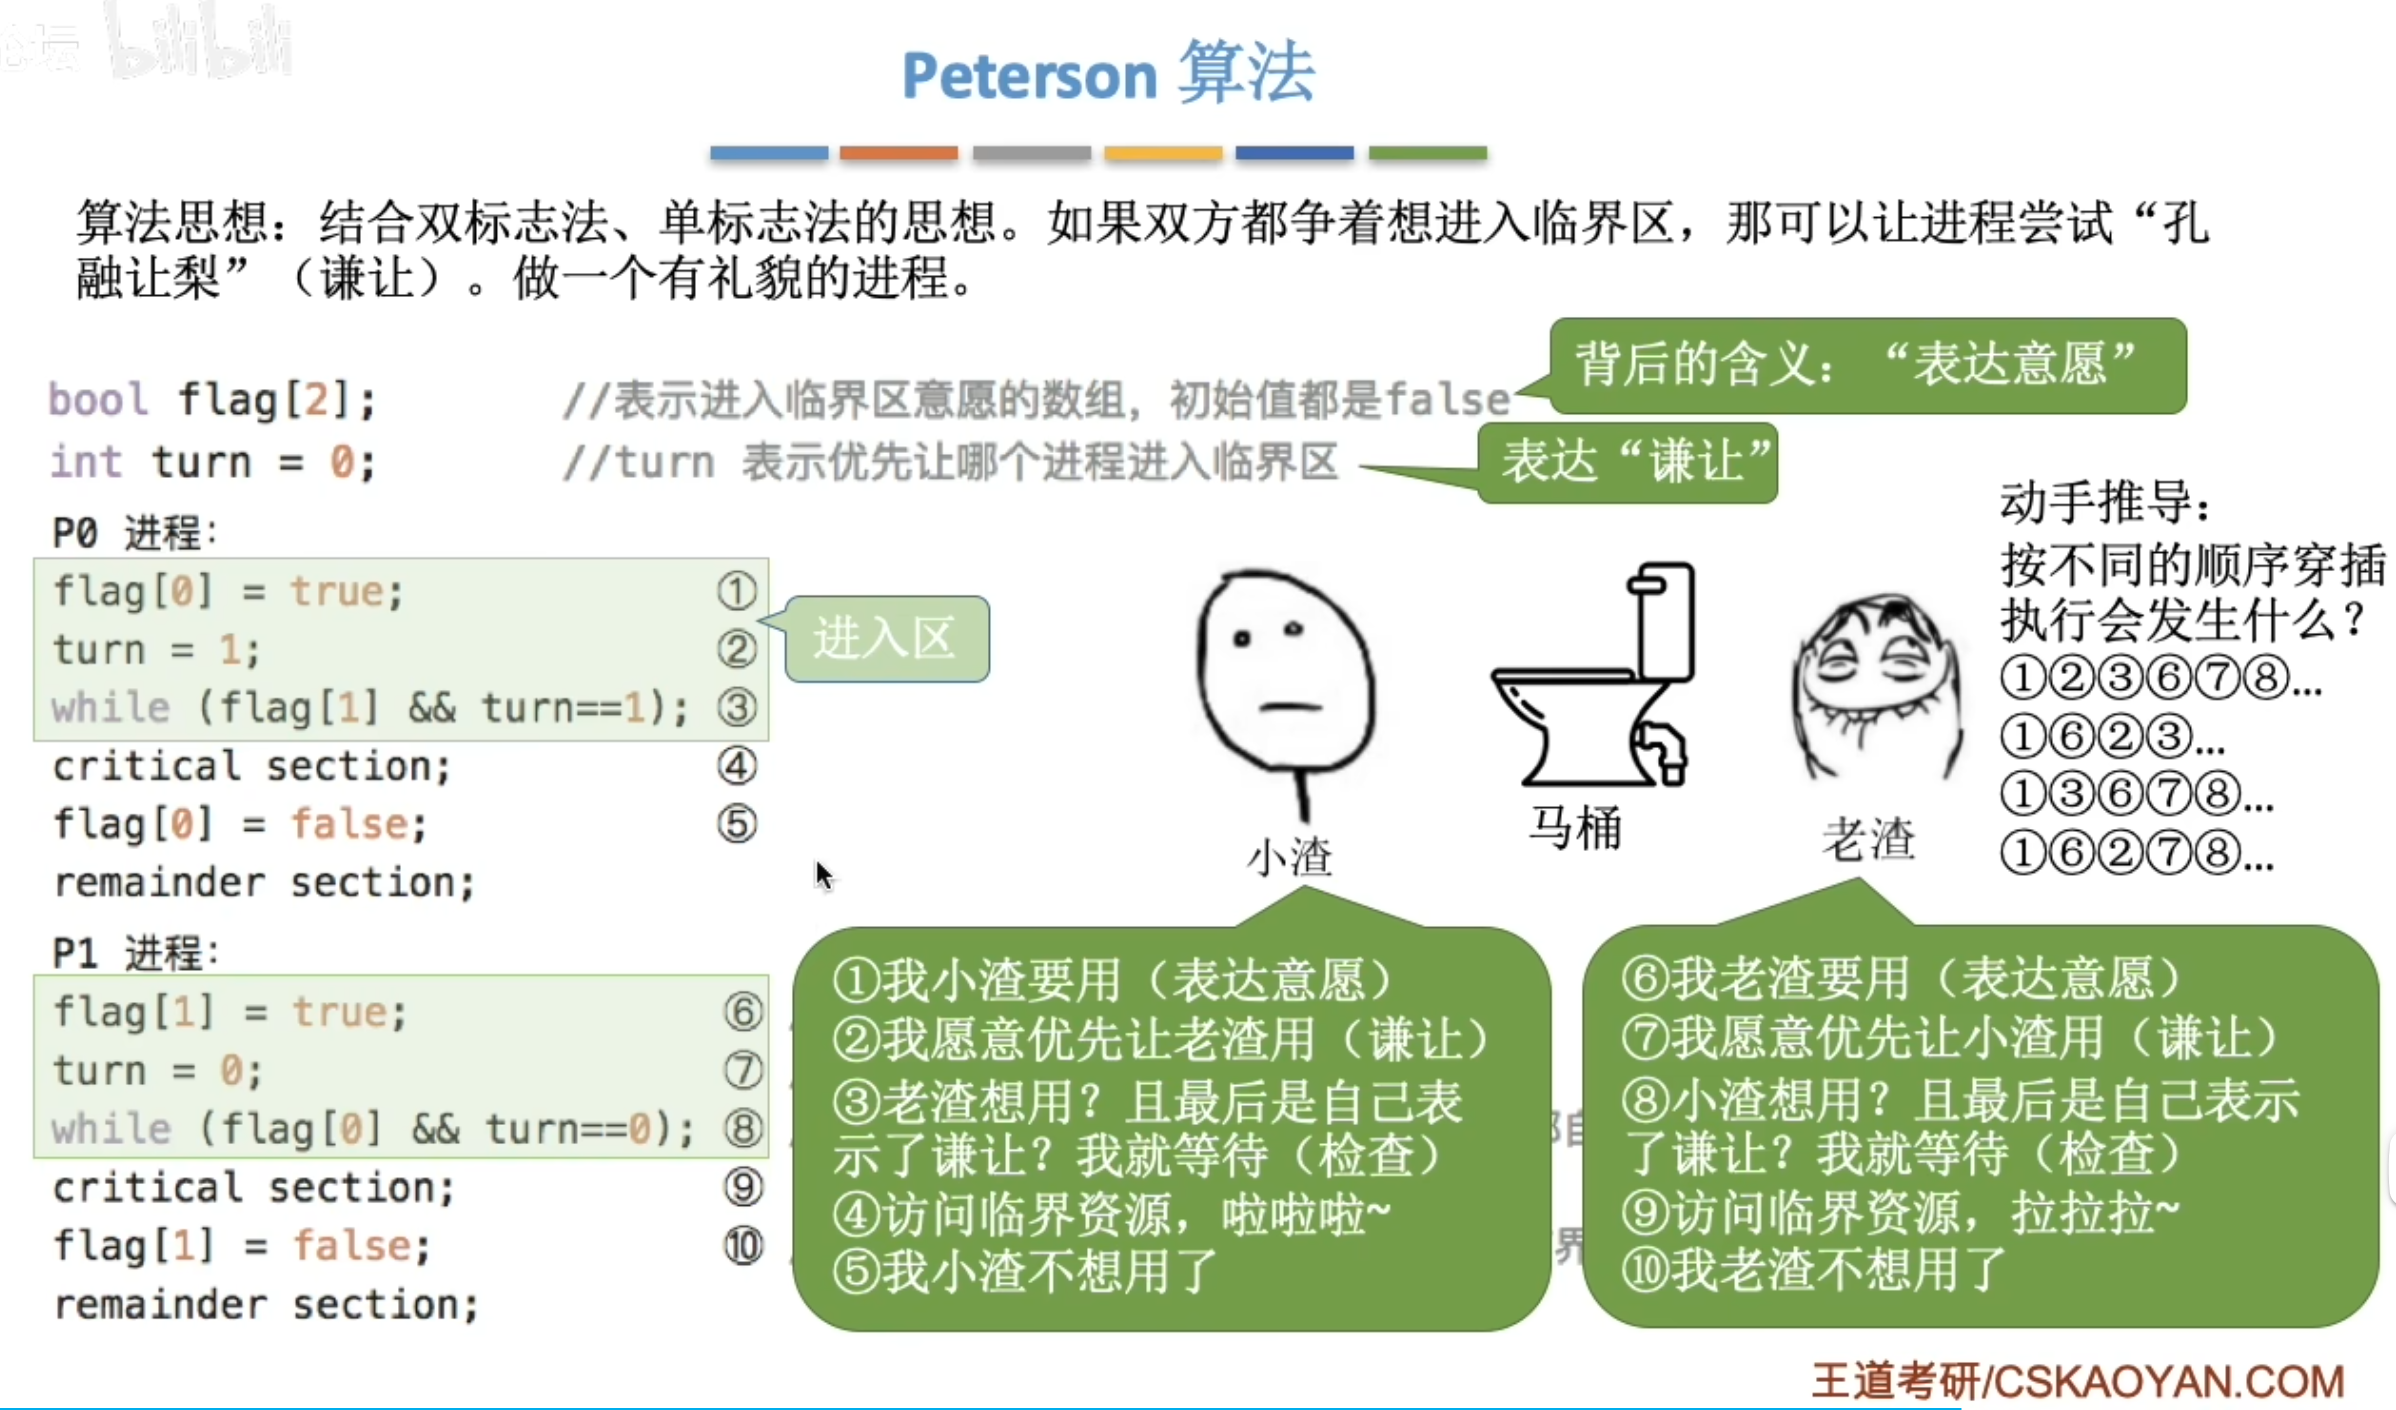 bilibili
Peterson 算法
算法思想：结合双标志法、单标志法的思想。如果双方都争着想进入临界区，那可以让进程尝试“孔
融让梨”（谦让）。做一个有礼貌的进程。
背后的含义：“表达意愿”
bool flag[2]; //表示进入临界区意愿的数组，初始值都是false
int turn = 0; //turn 表示优先让哪个进程进入临界区
表达“谦让”
P0 进程：
flag[0] = true; ①
turn = 1; ②
while (flag[1] && turn==1); ③
critical section; ④
flag[0] = false; ⑤
remainder section;
进入区
P1 进程：
flag[1] = true; ⑥
turn = 0; ⑦
while (flag[0] && turn==0); ⑧
critical section; ⑨
flag[1] = false; ⑩
remainder section;
小渣
马桶
老渣
动手推导：
按不同的顺序穿插
执行会发生什么？
①②③⑥⑦⑧...
①⑥②③...
①③⑥⑦⑧...
①⑥②⑦⑧...
①我小渣要用（表达意愿）
②我愿意优先让老渣用（谦让）
③老渣想用？且最后是自己表
示了谦让？我就等待（检查）
④访问临界资源，啦啦啦~
⑤我小渣不想用了
⑥我老渣要用（表达意愿）
⑦我愿意优先让小渣用（谦让）
⑧小渣想用？且最后是自己表示
了谦让？我就等待（检查）
⑨访问临界资源，拉拉拉~
⑩我老渣不想用了
王道考研/CSKAOYAN.COM